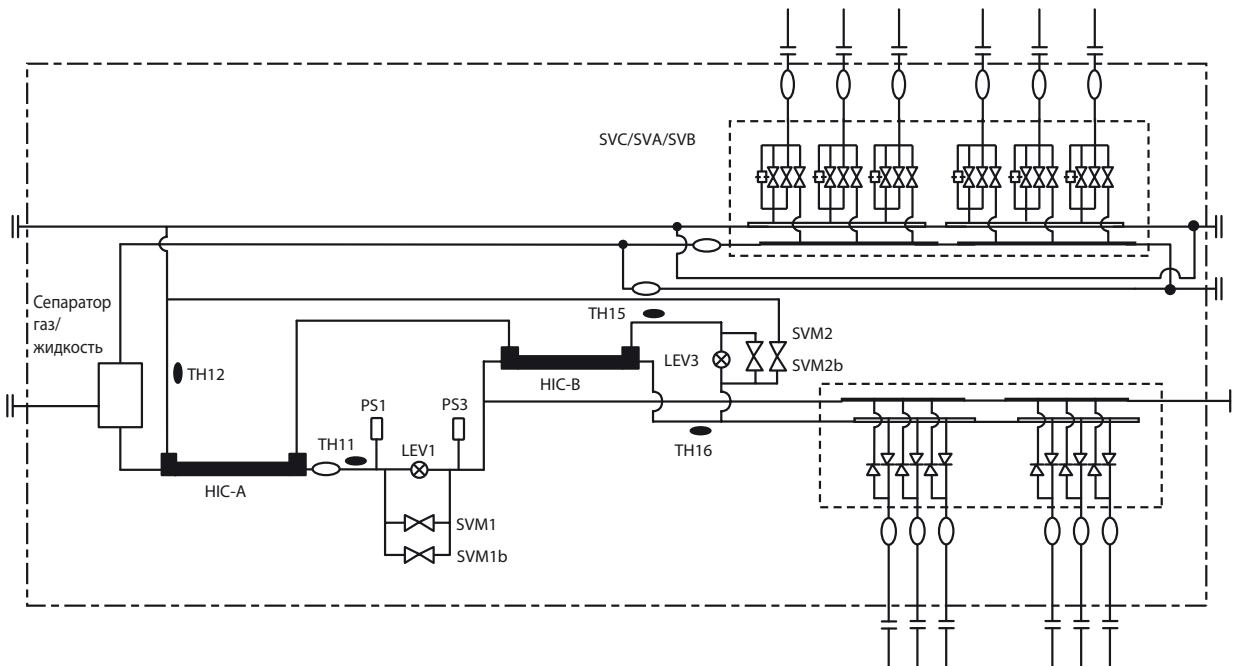 SVC/SVA/SVB
Сепаратор
газ/
жидкость
TH15
SVM2
LEV3
SVM2b
TH12
HIC-B
PS1
PS3
TH11
LEV1
TH16
HIC-A
SVM1
SVM1b